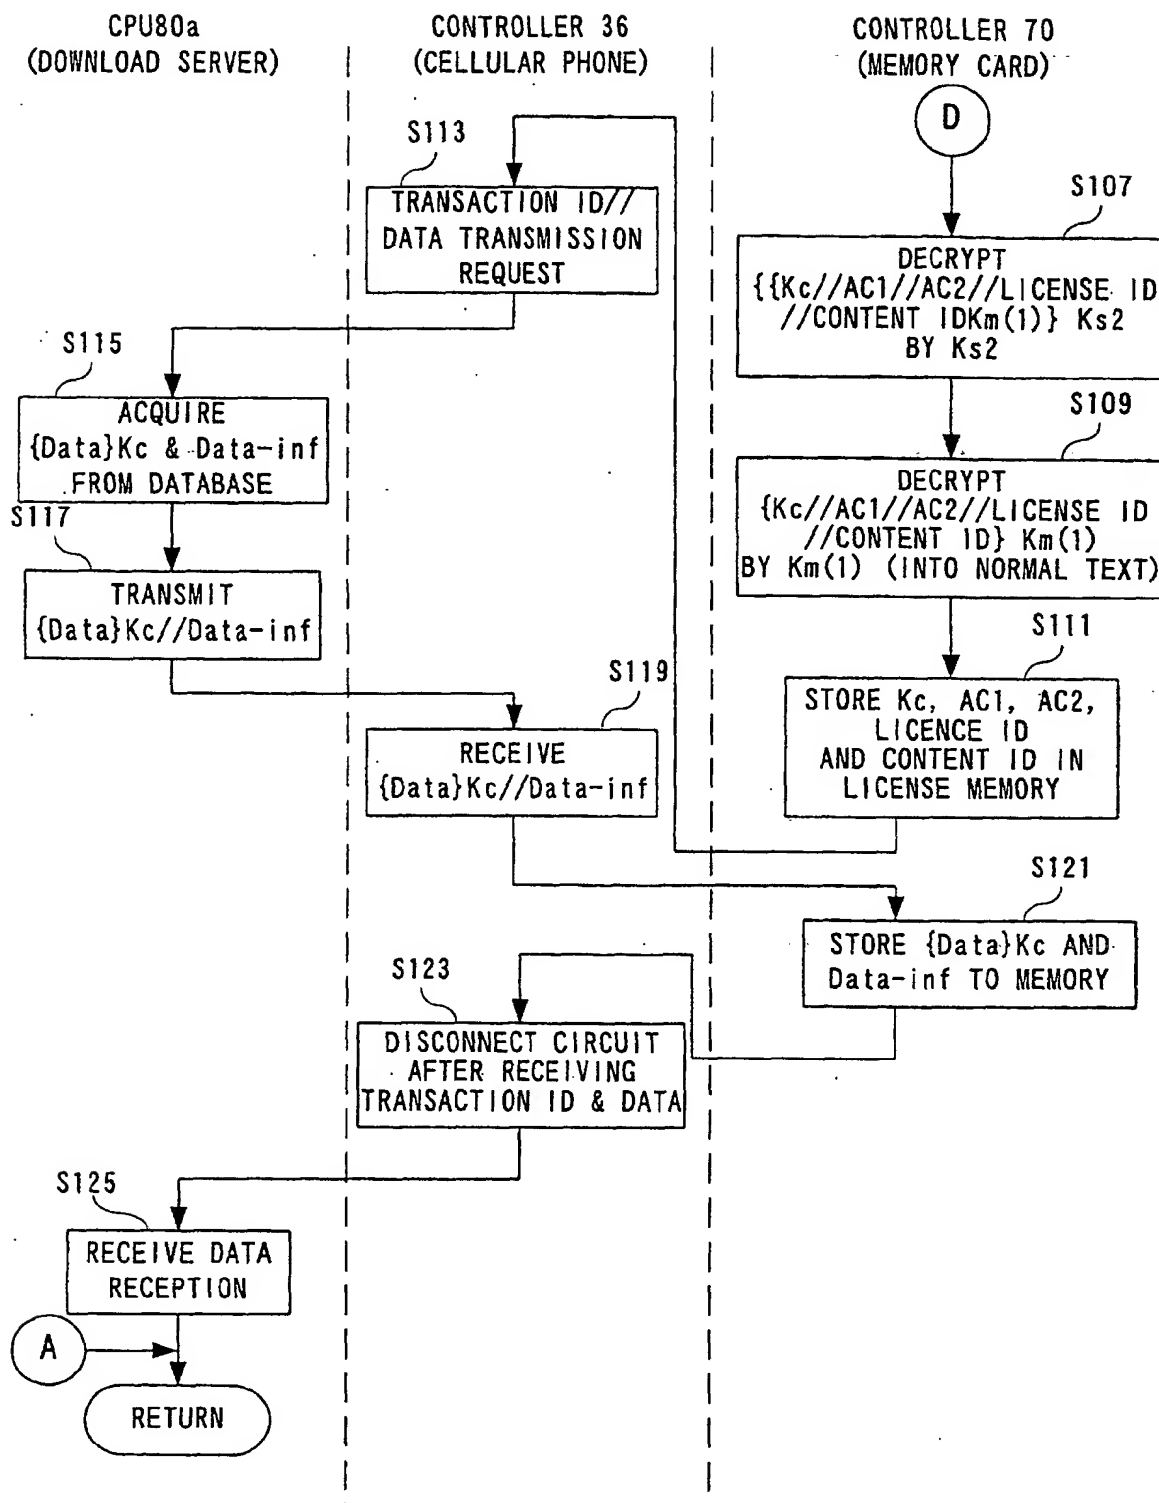 CPU80a
(DOWNLOAD SERVER)
CONTROLLER 36
(CELLULAR PHONE)
CONTROLLER 70
(MEMORY CARD)
D
S107
DECRYPT
{{Kc//AC1//AC2//LICENSE ID
//CONTENT IDKm(1)} Ks2
BY Ks2
S109
DECRYPT
{Kc//AC1//AC2//LICENSE ID
//CONTENT ID} Km(1)
BY Km(1) (INTO NORMAL TEXT)
S111
STORE Kc, AC1, AC2,
LICENCE ID
AND CONTENT ID IN
LICENSE MEMORY
S113
TRANSACTION ID//
DATA TRANSMISSION
REQUEST
S115
ACQUIRE
{Data}Kc & Data-inf
FROM DATABASE
S117
TRANSMIT
{Data}Kc//Data-inf
S119
RECEIVE
{Data}Kc//Data-inf
S121
STORE {Data}Kc AND
Data-inf TO MEMORY
S123
DISCONNECT CIRCUIT
AFTER RECEIVING
TRANSACTION ID & DATA
S125
RECEIVE DATA
RECEPTION
A
RETURN